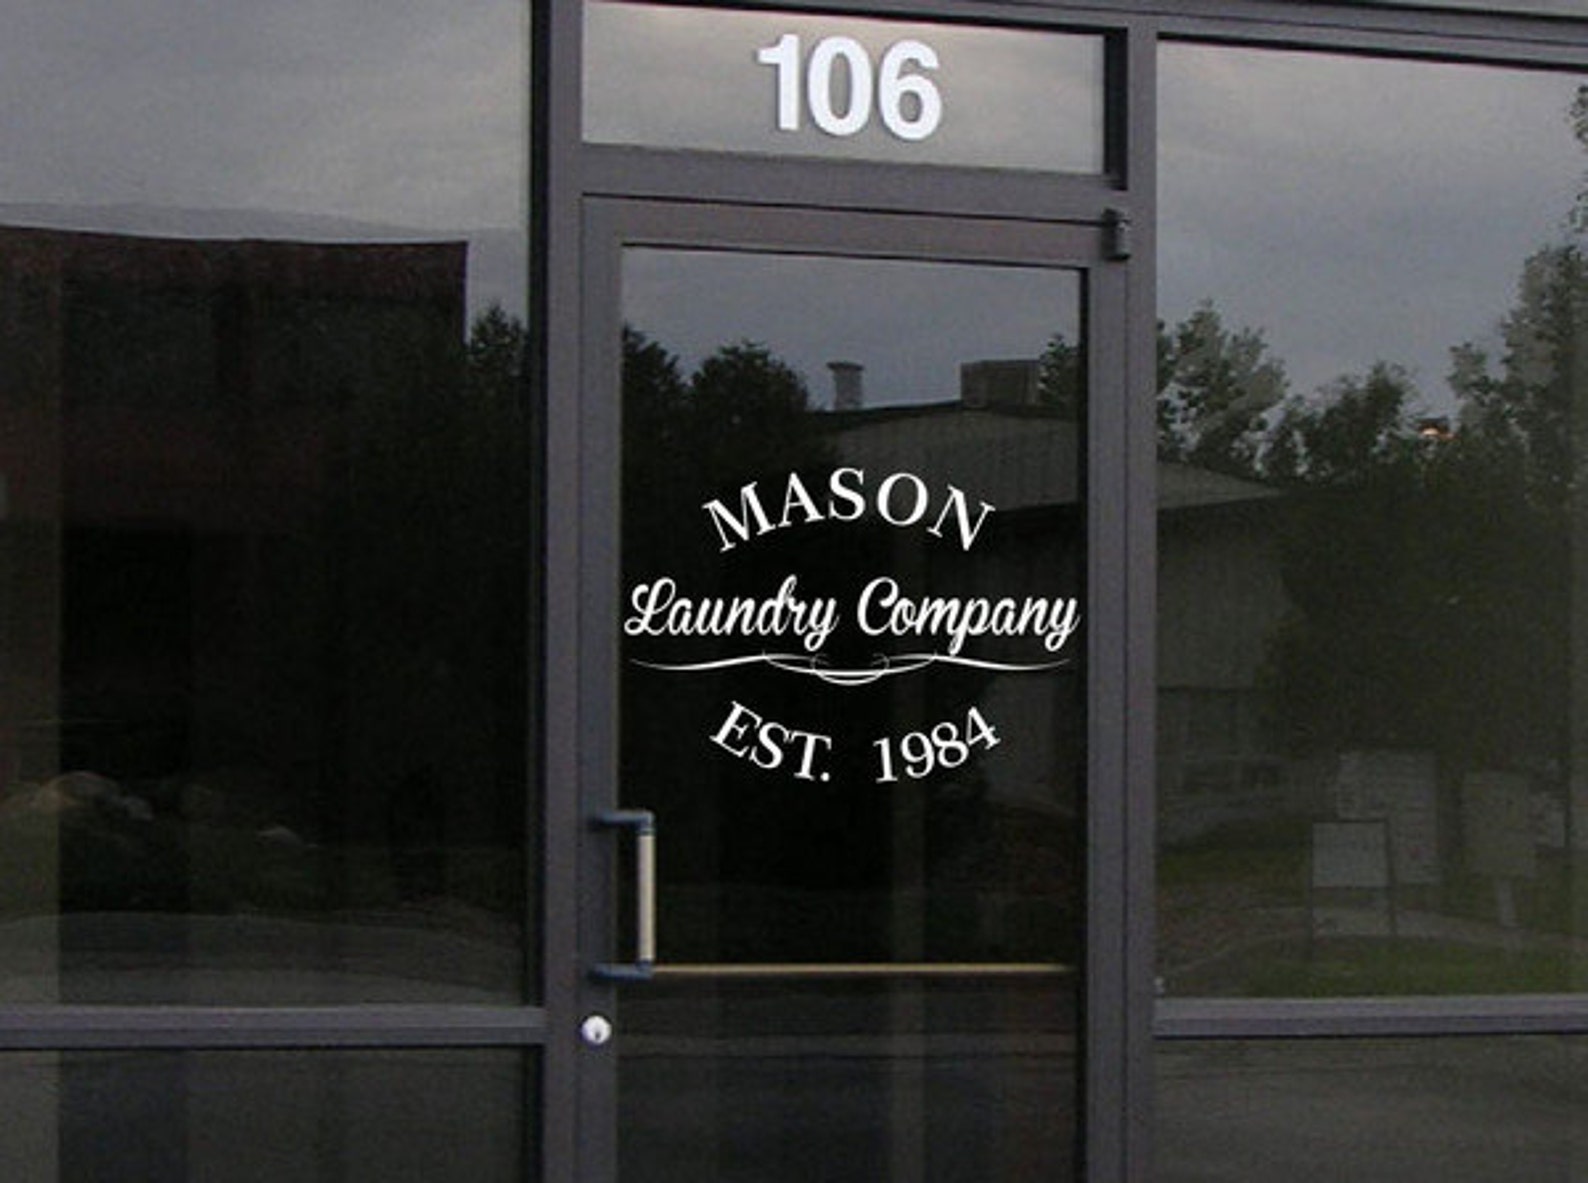 106
MASON
Laundry Company
EST. 1984